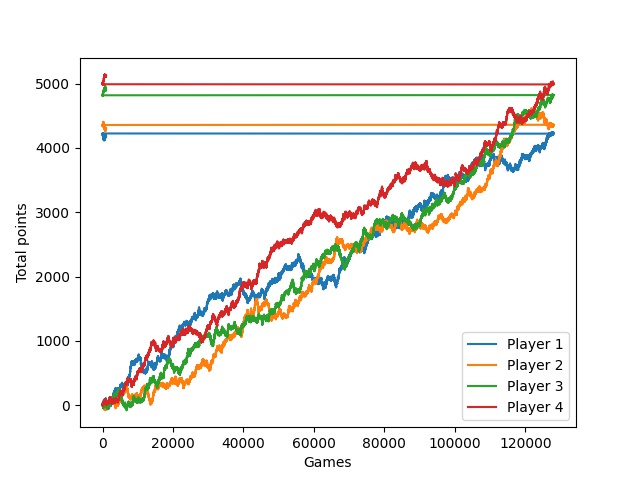 5000
4000
3000
2000
1000
0
Total points
0
20000
40000
60000
80000
100000
120000
Games
Player 1
Player 2
Player 3
Player 4